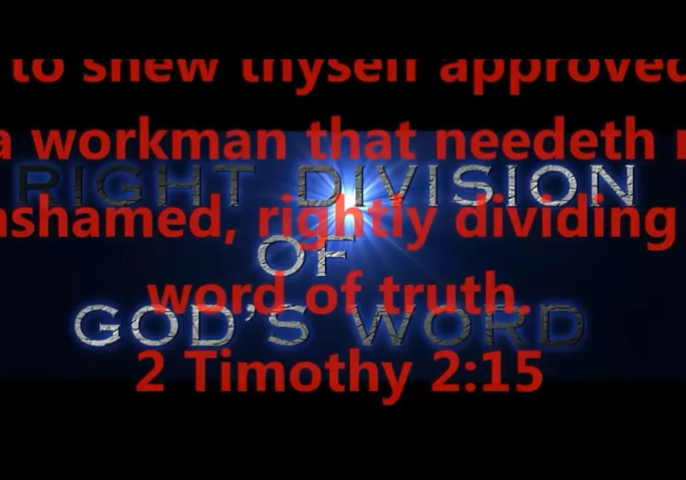 to shew thyself approved
a workman that needeth
RIGHT DIVISION
ashamed, rightly dividing
OF
word of truth.
GOD'S WORD
2 Timothy 2:15